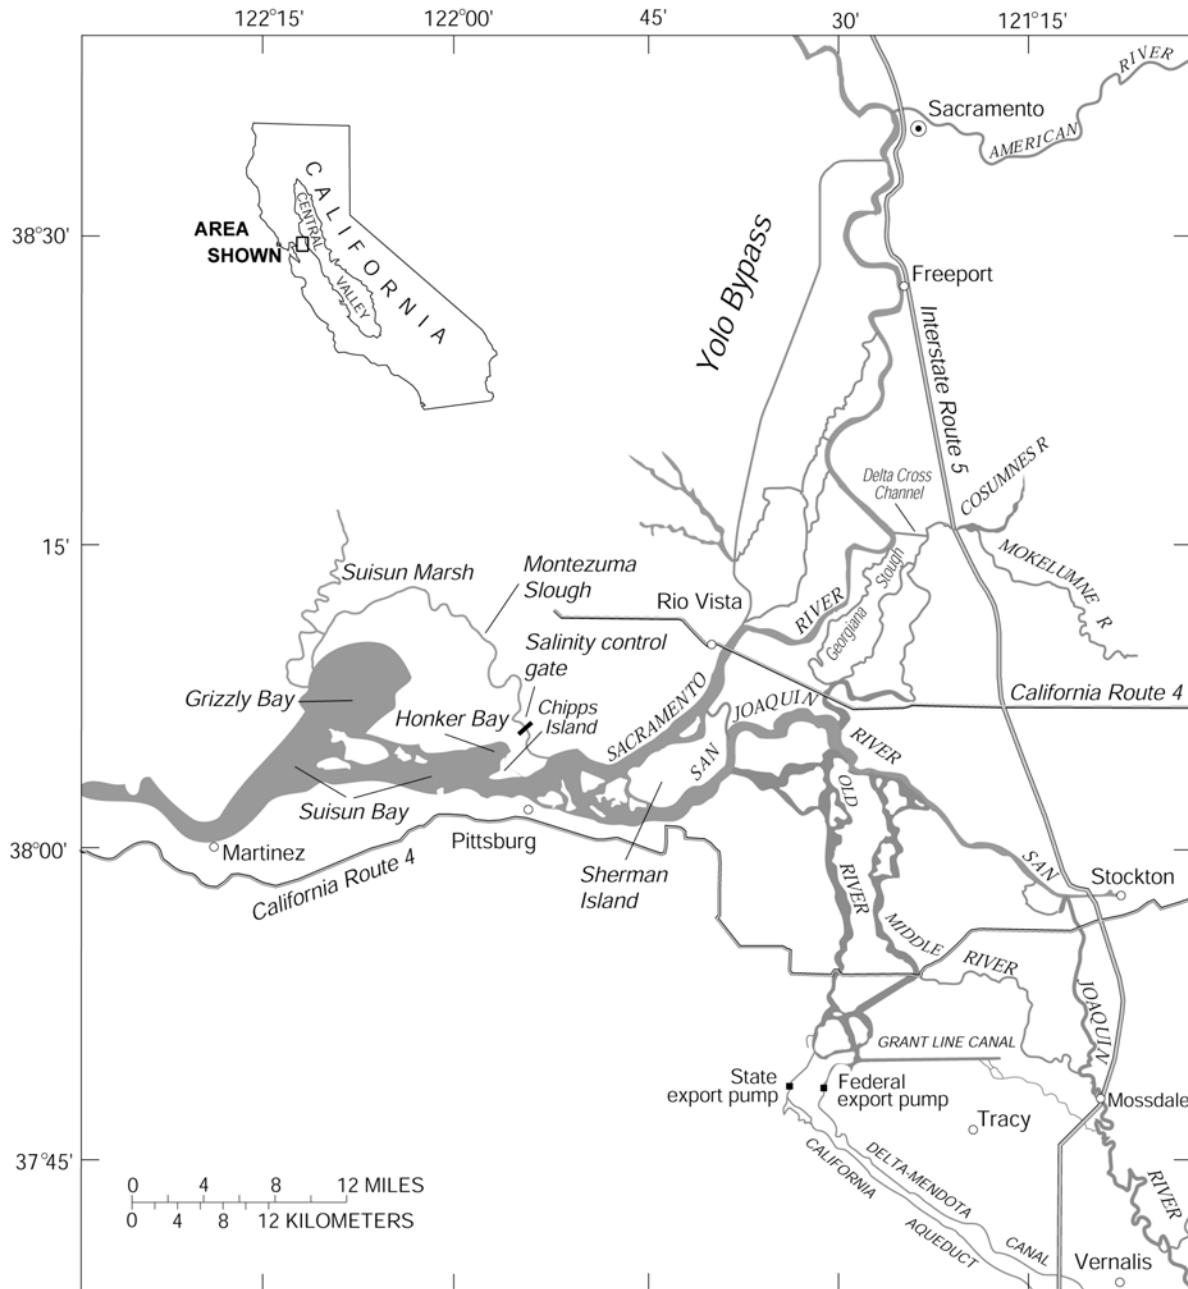 122°15'
122°00'
45'
30'
121°15'
38°30'
15'
38°00'
37°45'
RIVER
AMERICAN
Sacramento
CALIFORNIA
CENTRAL
VALLEY
AREA
SHOWN
Yolo Bypass
Freeport
Interstate Route 5
COSUMNES R
Delta Cross
Channel
MOKELUMNE R
Suisun Marsh
Montezuma
Slough
Rio Vista
RIVER
Georgiana
Slough
Salinity control
gate
Grizzly Bay
Honker Bay
Chipps
Island
SACRAMENTO
SAN
JOAQUIN
RIVER
California Route 4
Suisun Bay
OLD
RIVER
Martinez
Pittsburg
California Route 4
Sherman
Island
SAN
Stockton
MIDDLE
RIVER
JOAQUIN
GRANT LINE CANAL
State
export pump
Federal
export pump
Mossdale
Tracy
CALIFORNIA
AQUEDUCT
DELTA-MENDOTA
CANAL
RIVER
Vernalis
0 4 8 12 MILES
0 4 8 12 KILOMETERS